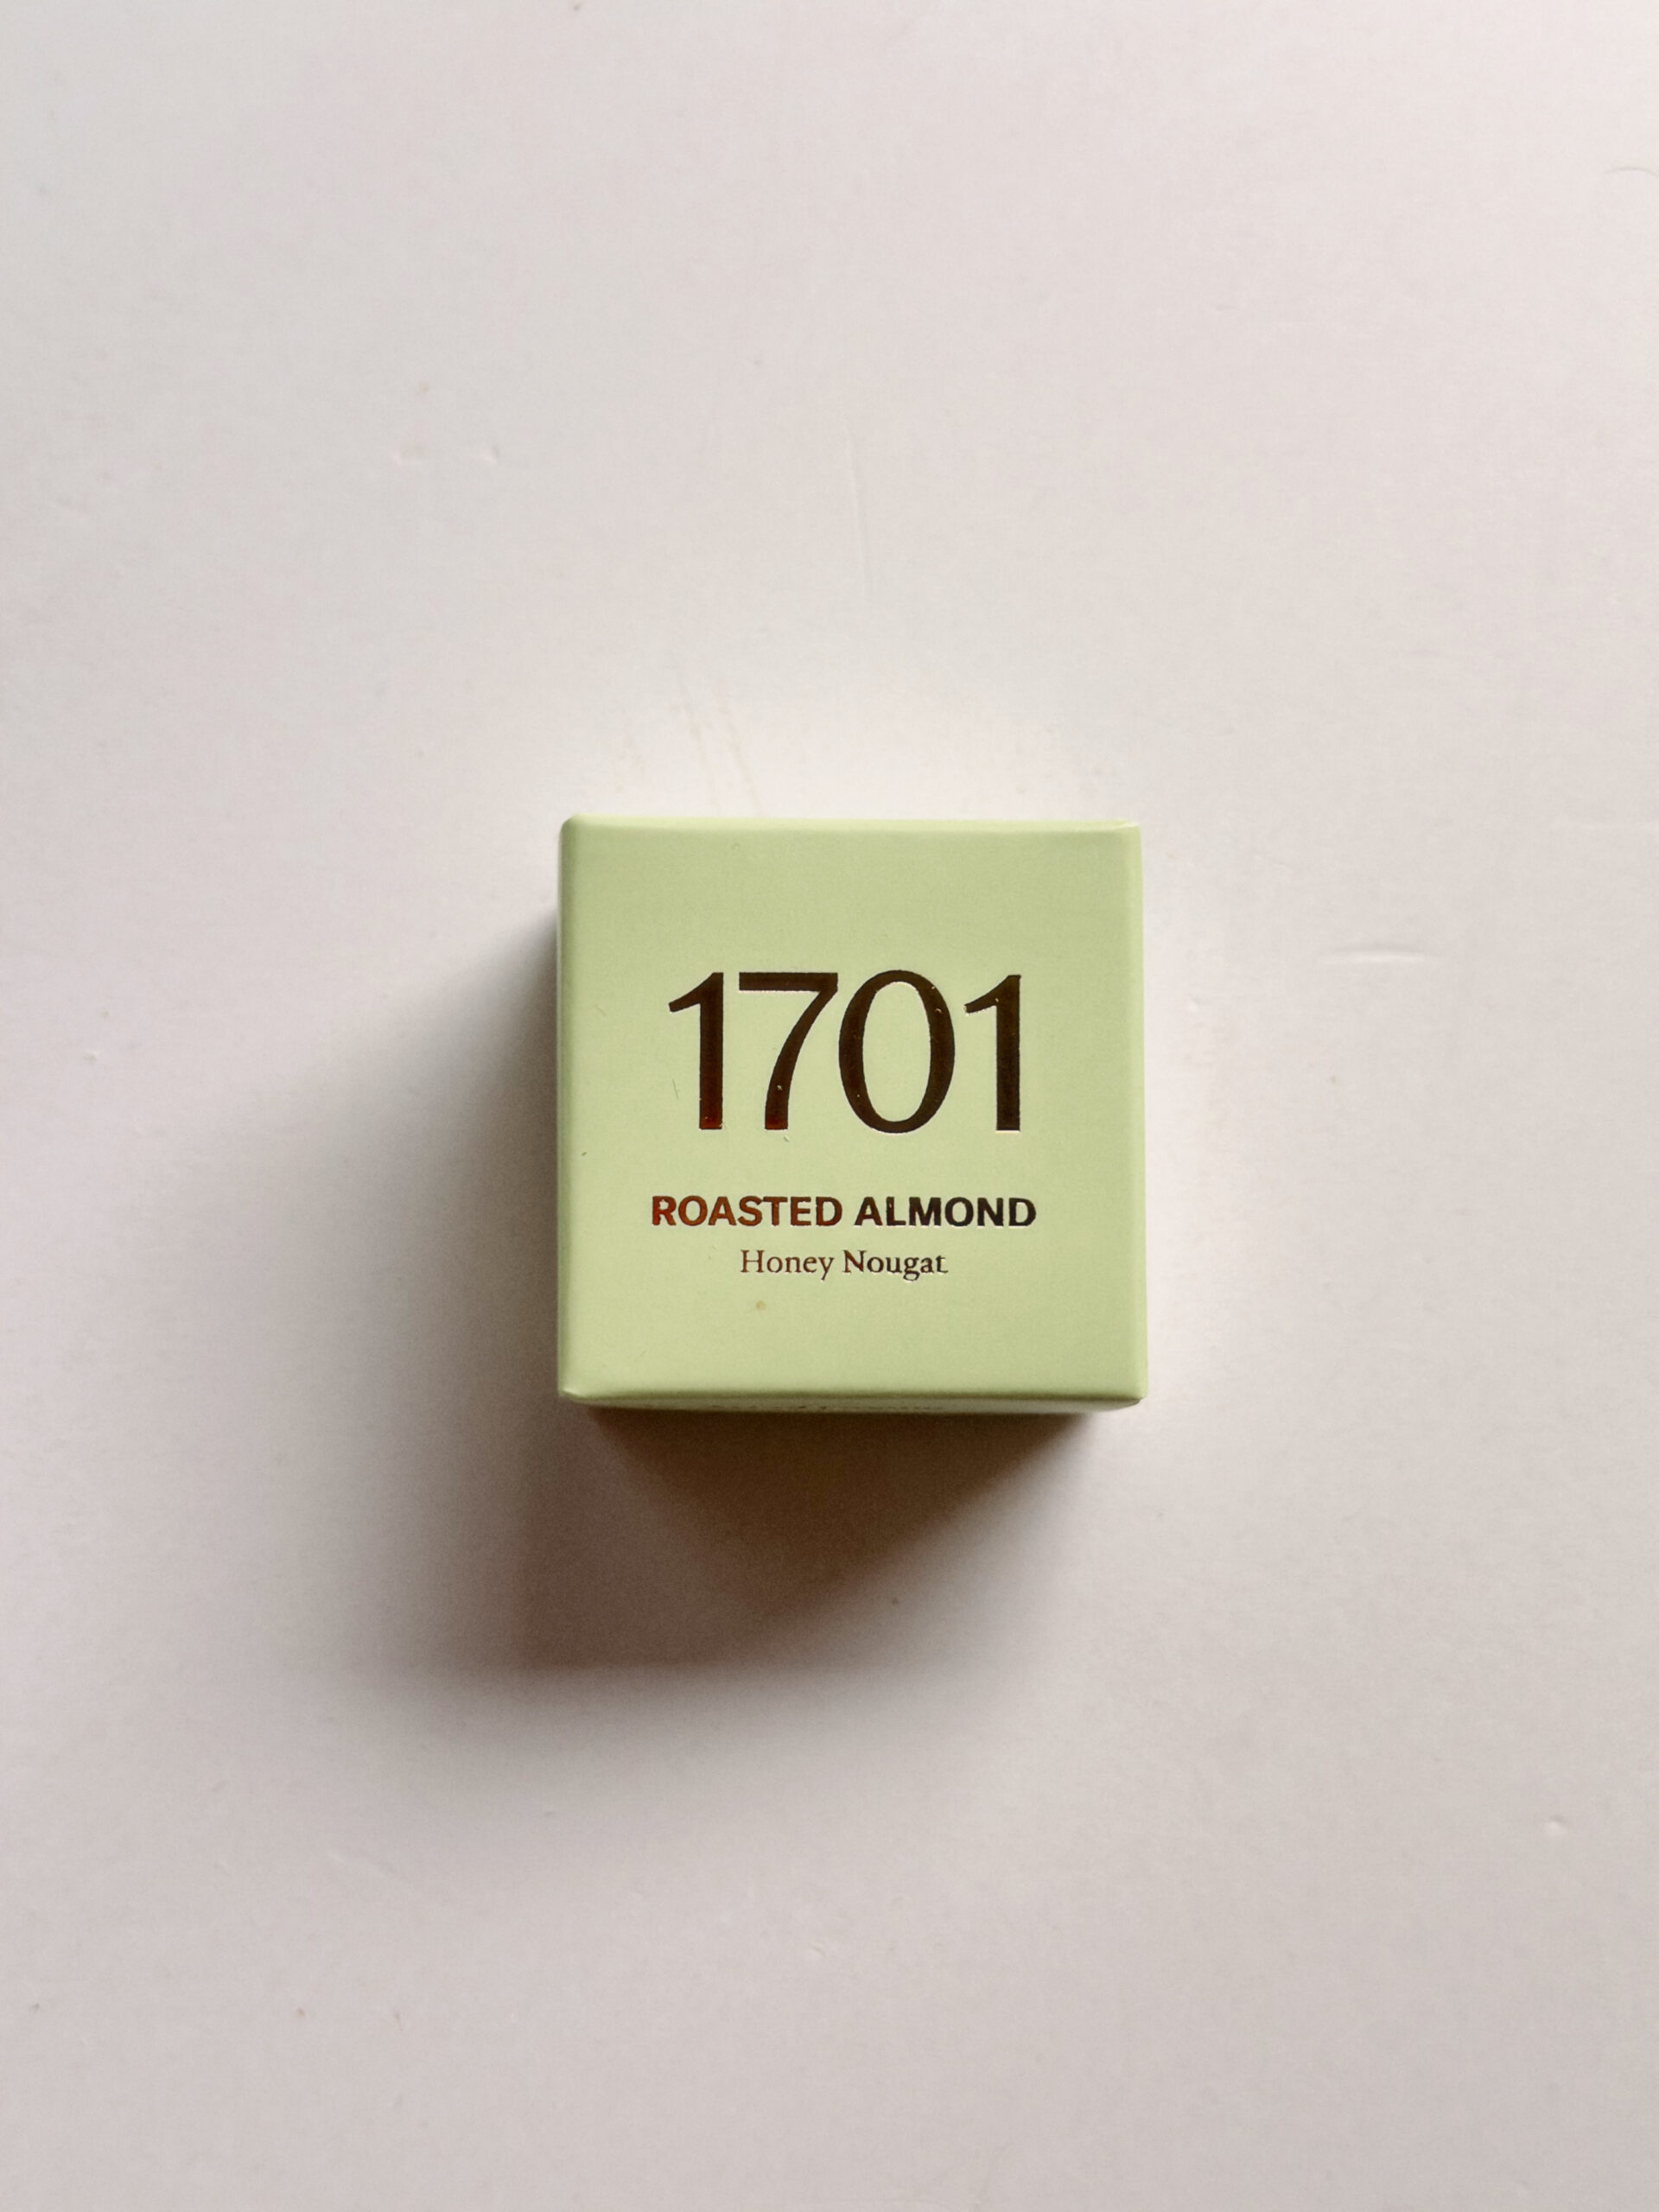 1701
ROASTED ALMOND
Honey Nougat